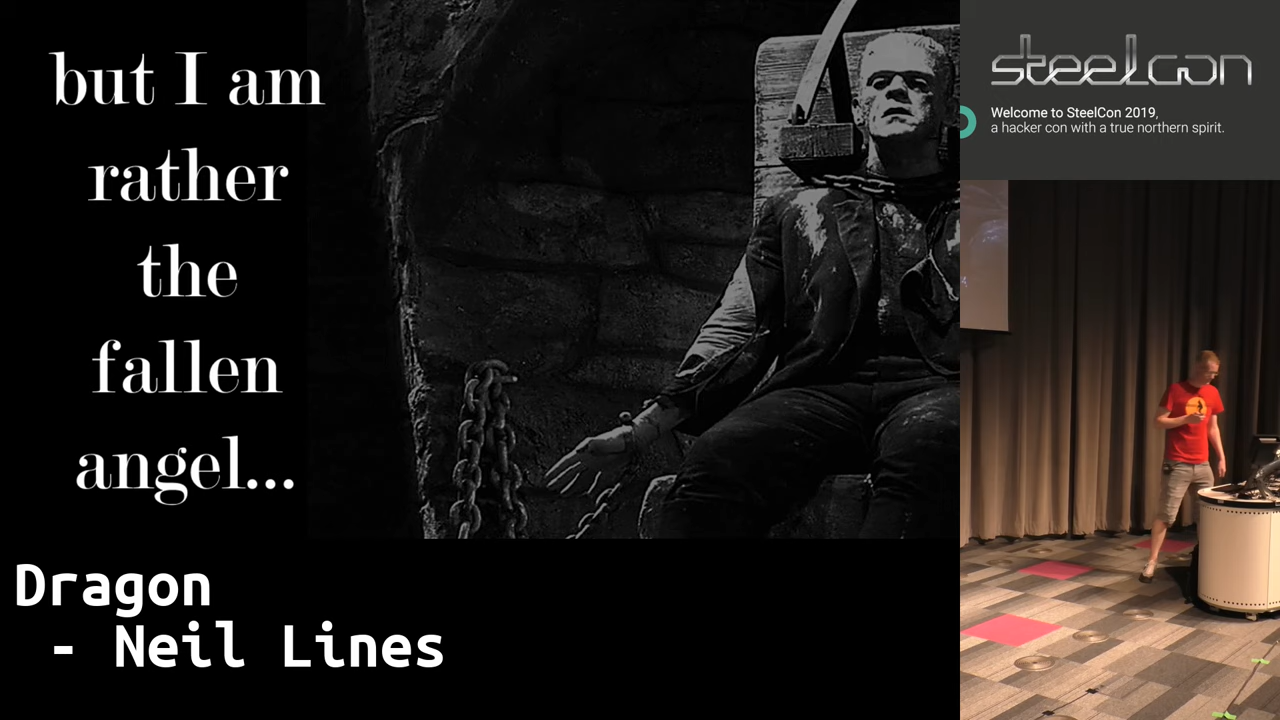 but I am
rather
the
fallen
angel...
Dragon
- Neil Lines
steelcon
Welcome to SteelCon 2019,
a hacker con with a true northern spirit.